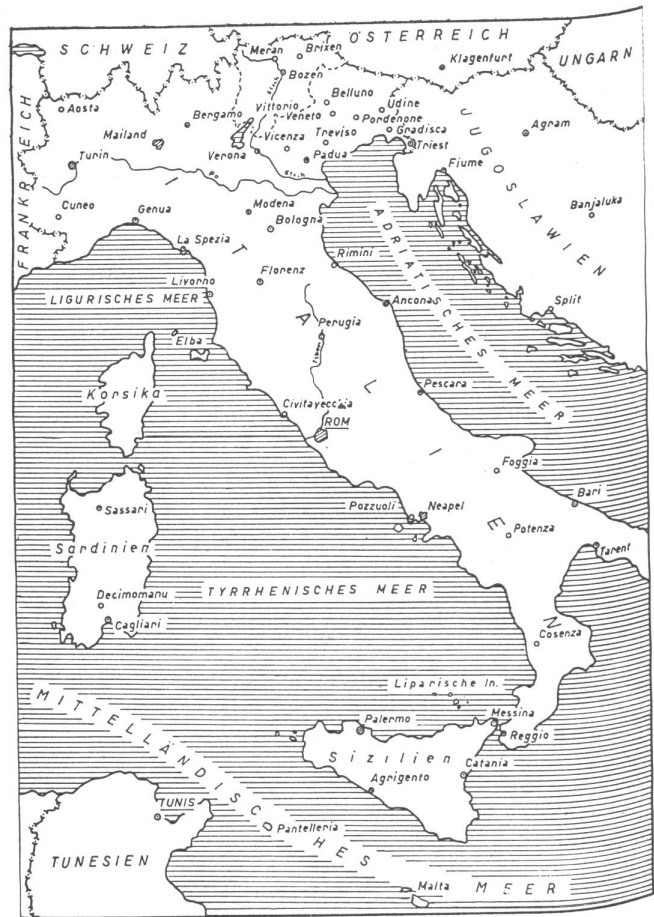 SCHWEIZ
ÖSTERREICH
UNGARN
Meran
Brixen
Klagenfurt
Bozen
Aosta
Belluno
Udine
Vittorio
Veneto
Pordenone
Gradisca
Bergamo
Mailand
Vicenza
Treviso
Triest
Agram
Verona
Padua
Etsch
Etsch
Turin
Fiume
FRANKREICH
JUGOSLAWIEN
Banjaluka
Cuneo
Genua
Modena
Bologna
La Spezia
ADRIATISCHES MEER
Rimini
Florenz
Livorno
LIGURISCHES MEER
Ancona
Split
Elba
Perugia
Tiber
ITALIEN
Korsika
Pescara
Civitavecchia
ROM
Foggia
Sassari
Pozzuoli
Neapel
Bari
Potenza
Sardinien
Tarent
Decimomanu
TYRRHENISCHES MEER
Cagliari
Cosenza
Liparische In.
MITTELLÄNDISCHES MEER
Palermo
Messina
Reggio
Sizilien
Catania
Agrigento
TUNIS
Pantelleria
TUNESIEN
Malta